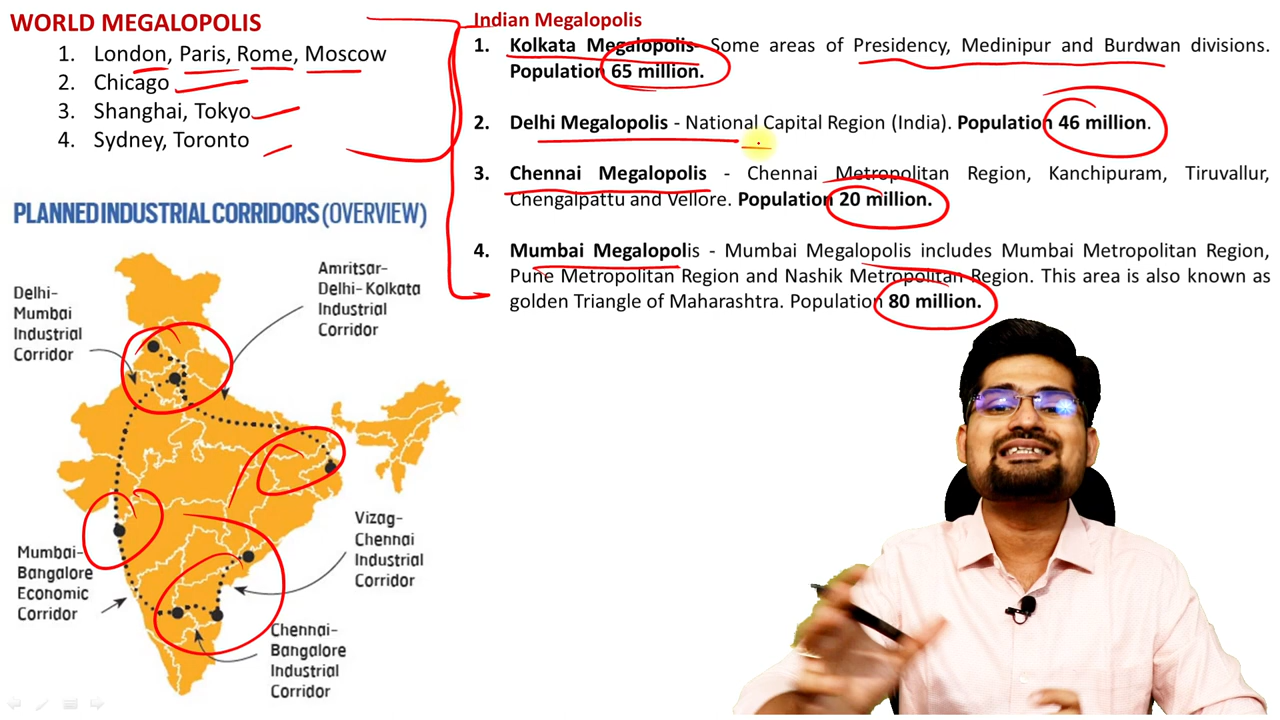 WORLD MEGALOPOLIS
1. London, Paris, Rome, Moscow
2. Chicago
3. Shanghai, Tokyo
4. Sydney, Toronto
Indian Megalopolis
1. Kolkata Megalopolis- Some areas of Presidency, Medinipur and Burdwan divisions.
Population 65 million.
2. Delhi Megalopolis - National Capital Region (India). Population 46 million.
3. Chennai Megalopolis - Chennai Metropolitan Region, Kanchipuram, Tiruvallur,
Chengalpattu and Vellore. Population 20 million.
4. Mumbai Megalopolis - Mumbai Megalopolis includes Mumbai Metropolitan Region,
Pune Metropolitan Region and Nashik Metropolitan Region. This area is also known as
golden Triangle of Maharashtra. Population 80 million.
PLANNED INDUSTRIAL CORRIDORS (OVERVIEW)
Delhi-
Mumbai
Industrial
Corridor
Amritsar-
Delhi-Kolkata
Industrial
Corridor
Mumbai-
Bangalore
Economic
Corridor
Vizag-
Chennai
Industrial
Corridor
Chennai-
Bangalore
Industrial
Corridor